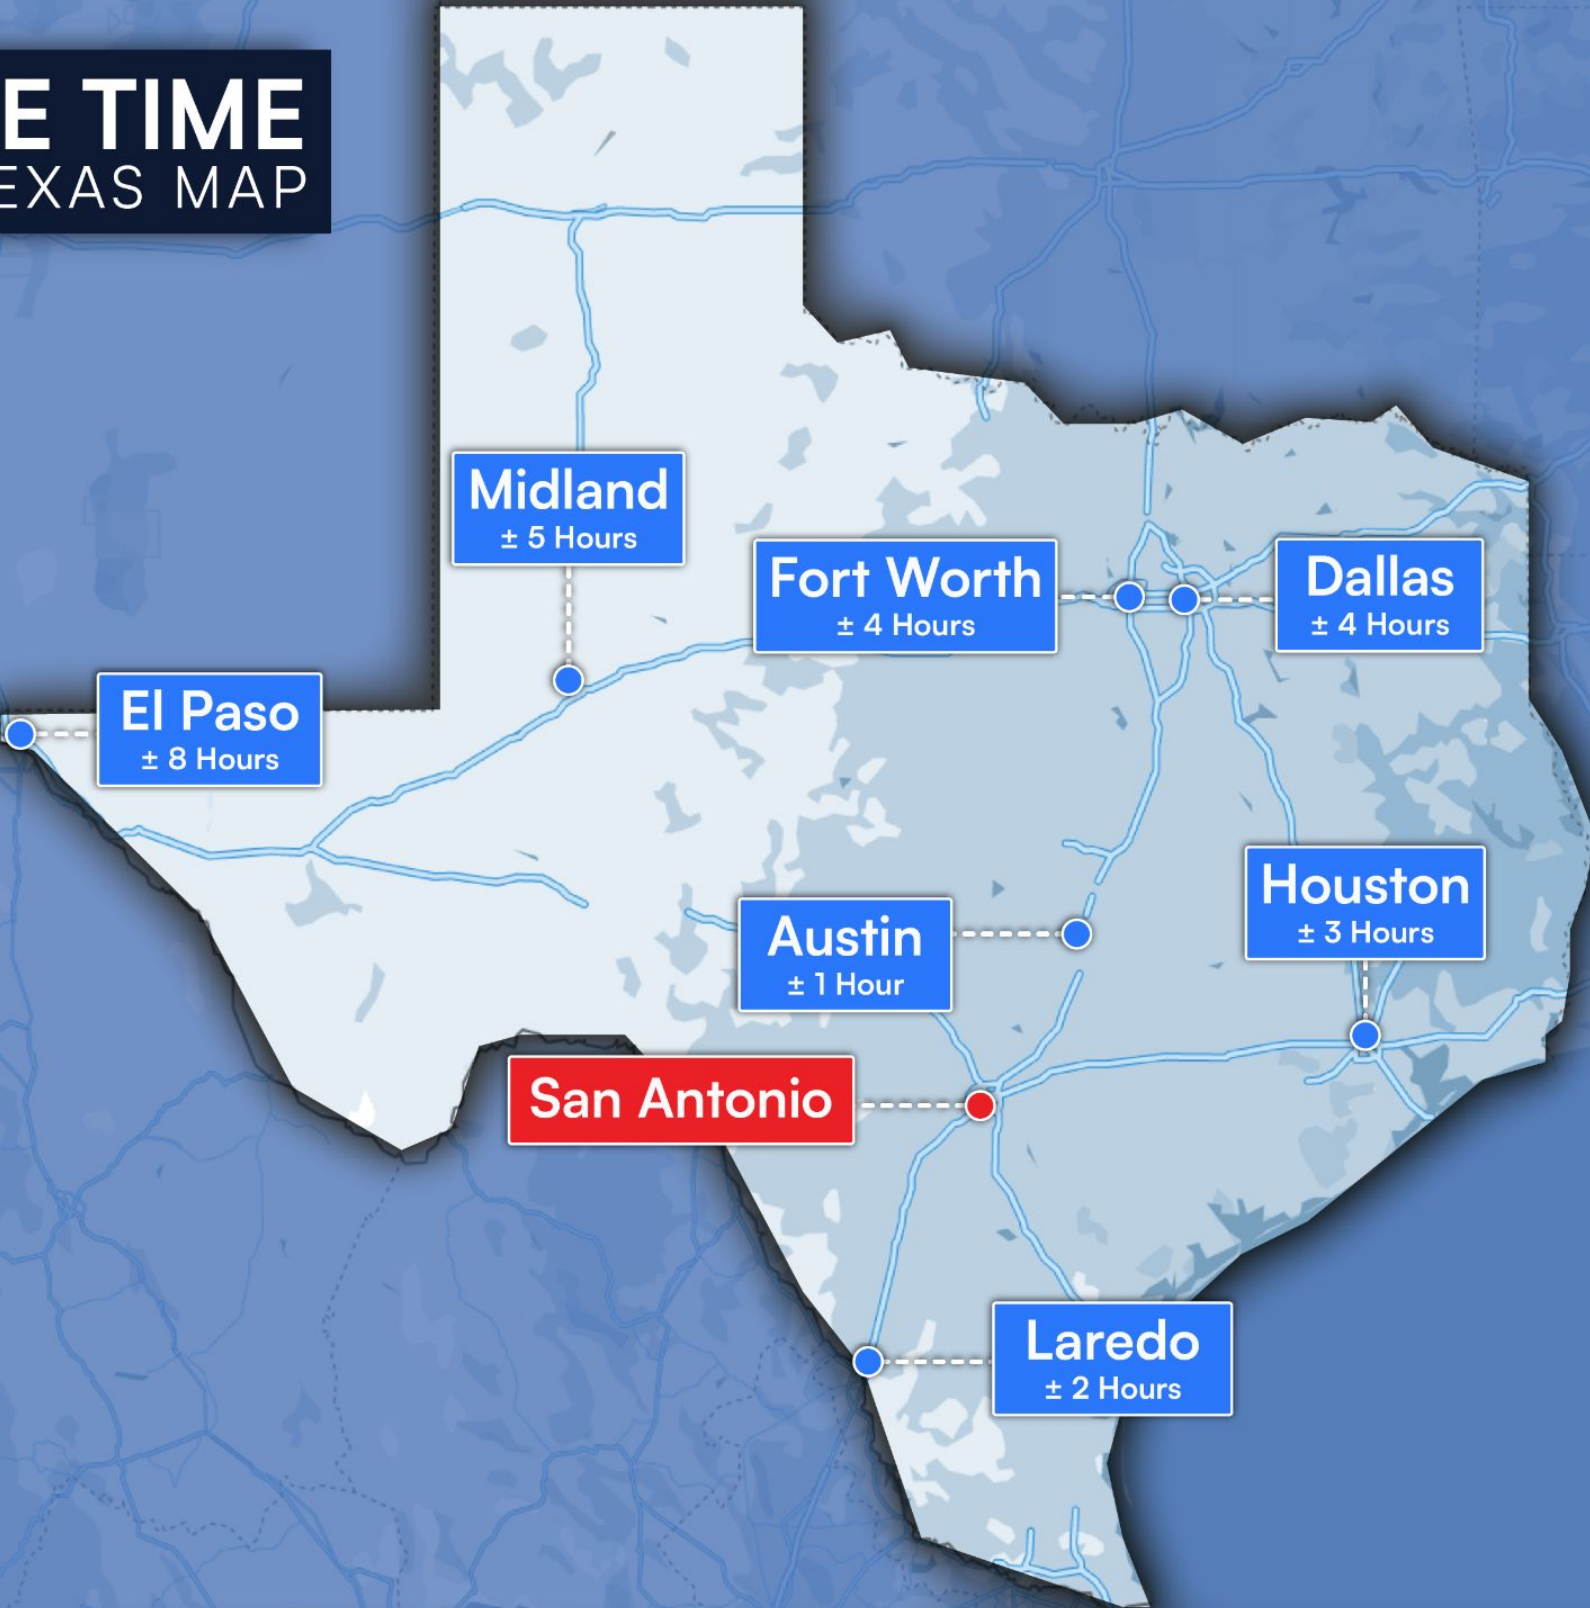 E TIME
EXAS MAP
Midland
± 5 Hours
Fort Worth
± 4 Hours
Dallas
± 4 Hours
El Paso
± 8 Hours
Houston
± 3 Hours
Austin
± 1 Hour
San Antonio
Laredo
± 2 Hours